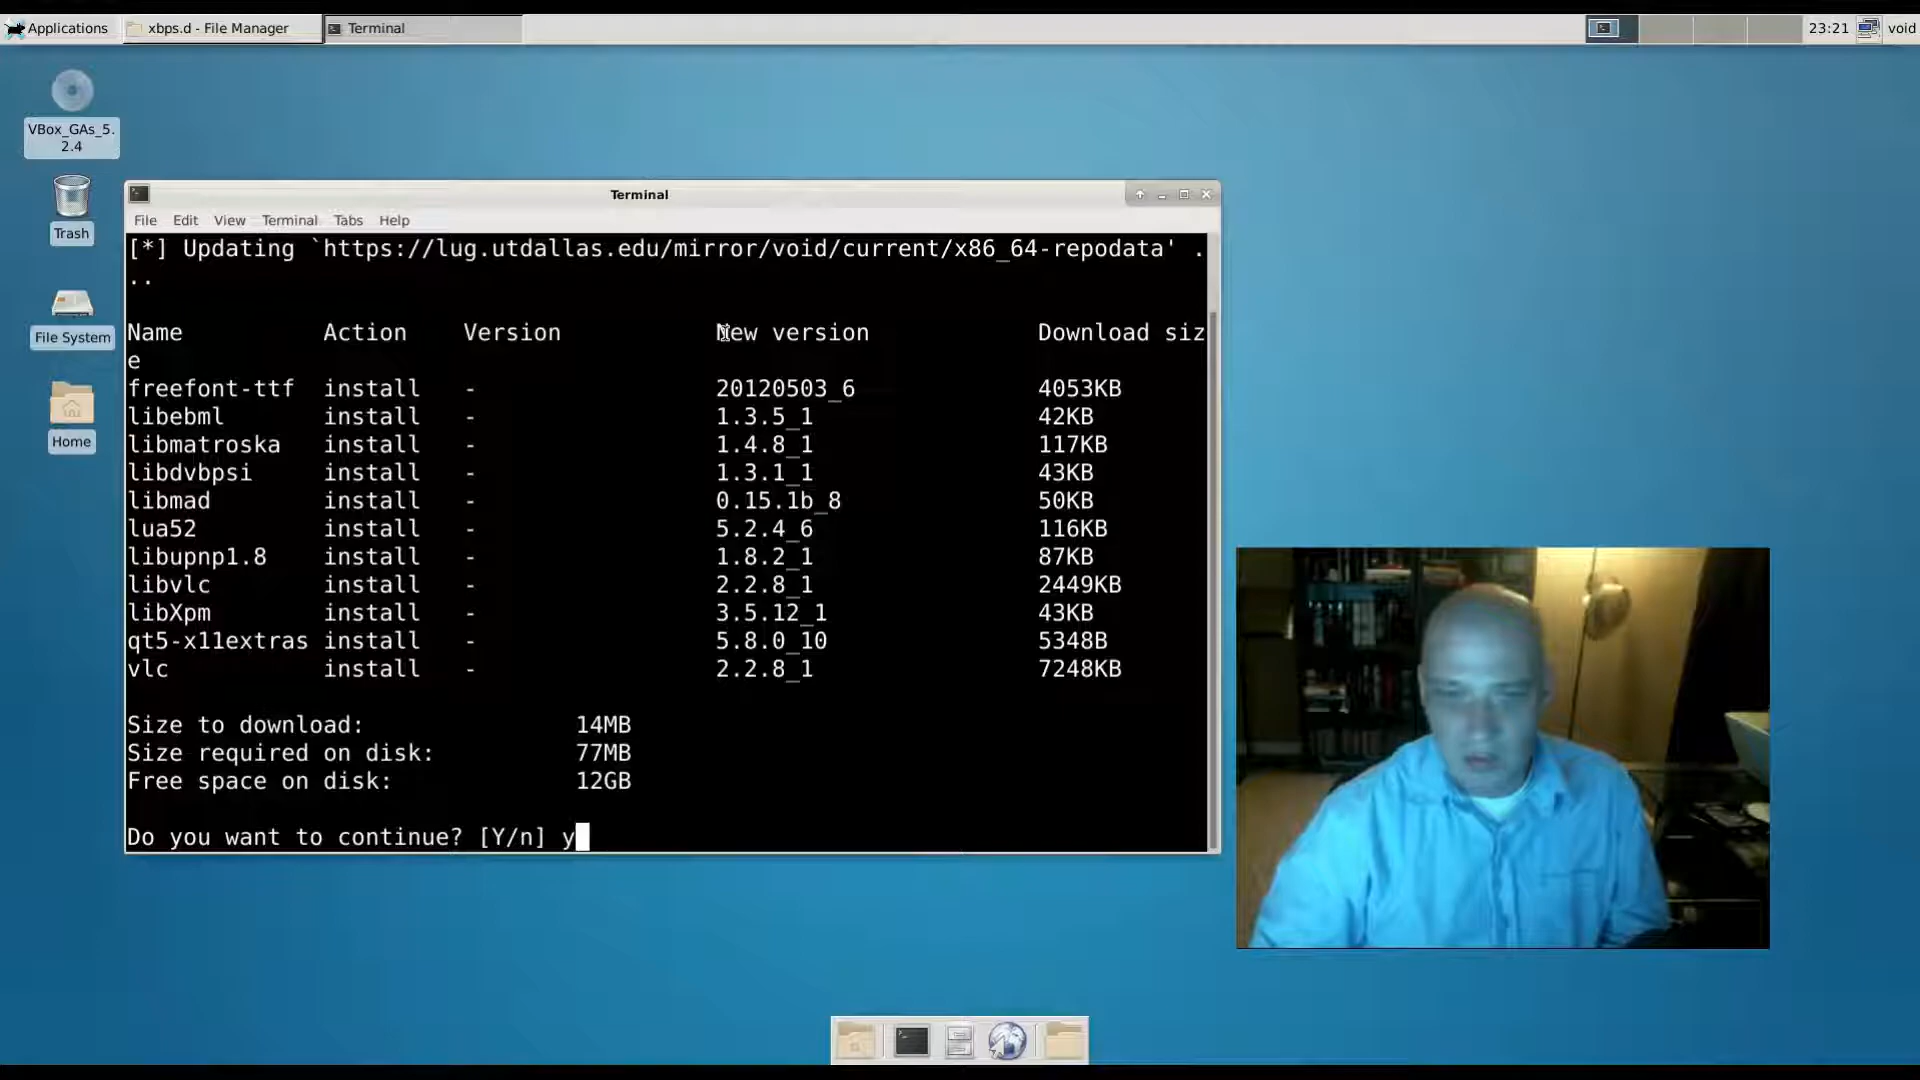 Applications
xbps.d - File Manager
Terminal
23:21
void
VBox_GAs_5.
2.4
Trash
File System
Home
Terminal
File Edit View Terminal Tabs Help
[*] Updating `https://lug.utdallas.edu/mirror/void/current/x86_64-repodata' .
..
Name Action Version New version Download siz
e
freefont-ttf install - 20120503_6 4053KB
libebml install - 1.3.5_1 42KB
libmatroska install - 1.4.8_1 117KB
libdvbpsi install - 1.3.1_1 43KB
libmad install - 0.15.1b_8 50KB
lua52 install - 5.2.4_6 116KB
libupnp1.8 install - 1.8.2_1 87KB
libvlc install - 2.2.8_1 2449KB
libXpm install - 3.5.12_1 43KB
qt5-x11extras install - 5.8.0_10 5348B
vlc install - 2.2.8_1 7248KB
Size to download: 14MB
Size required on disk: 77MB
Free space on disk: 12GB
Do you want to continue? [Y/n] y